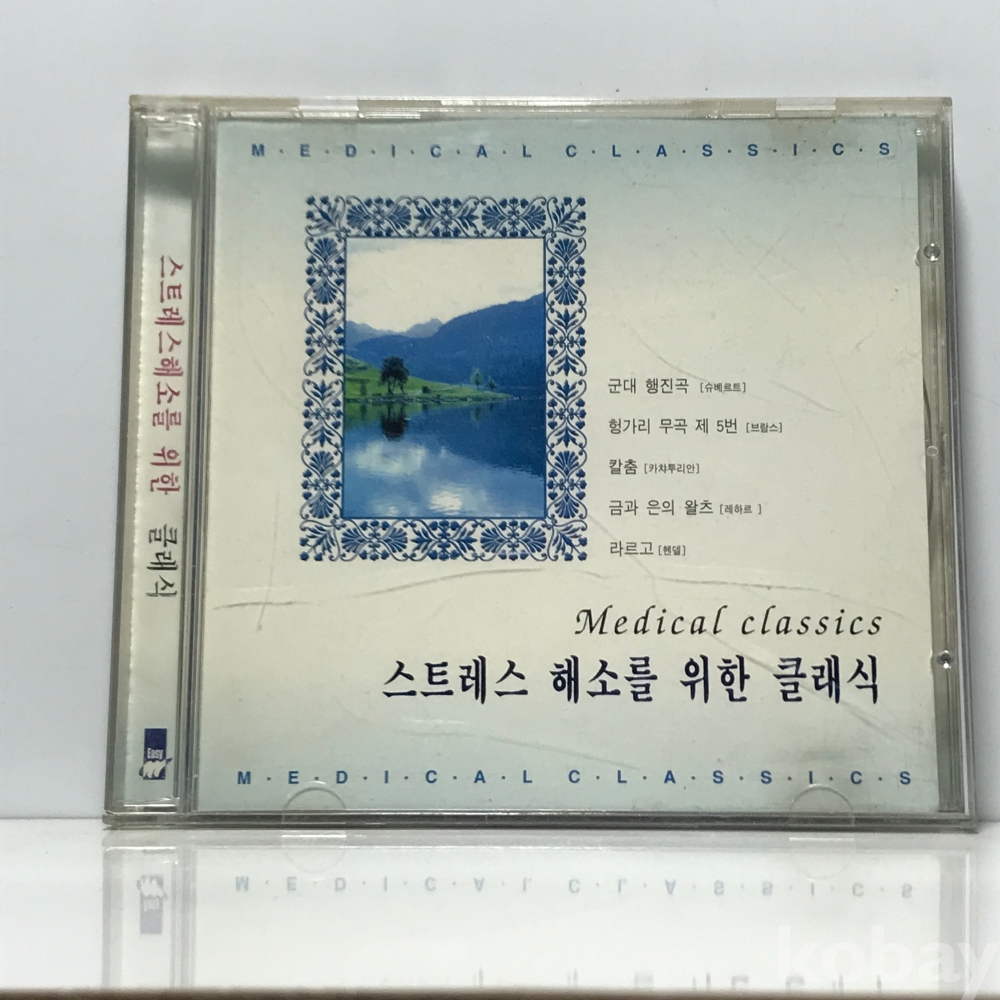 M·E·D·I·C·A·L C·L·A·S·S·I·C·S
스트레스해소를 위한 클래식
Easy
군대 행진곡 [슈베르트]
헝가리 무곡 제 5번 [브람스]
칼춤 [카챠투리안]
금과 은의 왈츠 [레하르 ]
라르고 [헨델]
Medical classics
스트레스 해소를 위한 클래식
M·E·D·I·C·A·L C·L·A·S·S·I·C·S
kobay